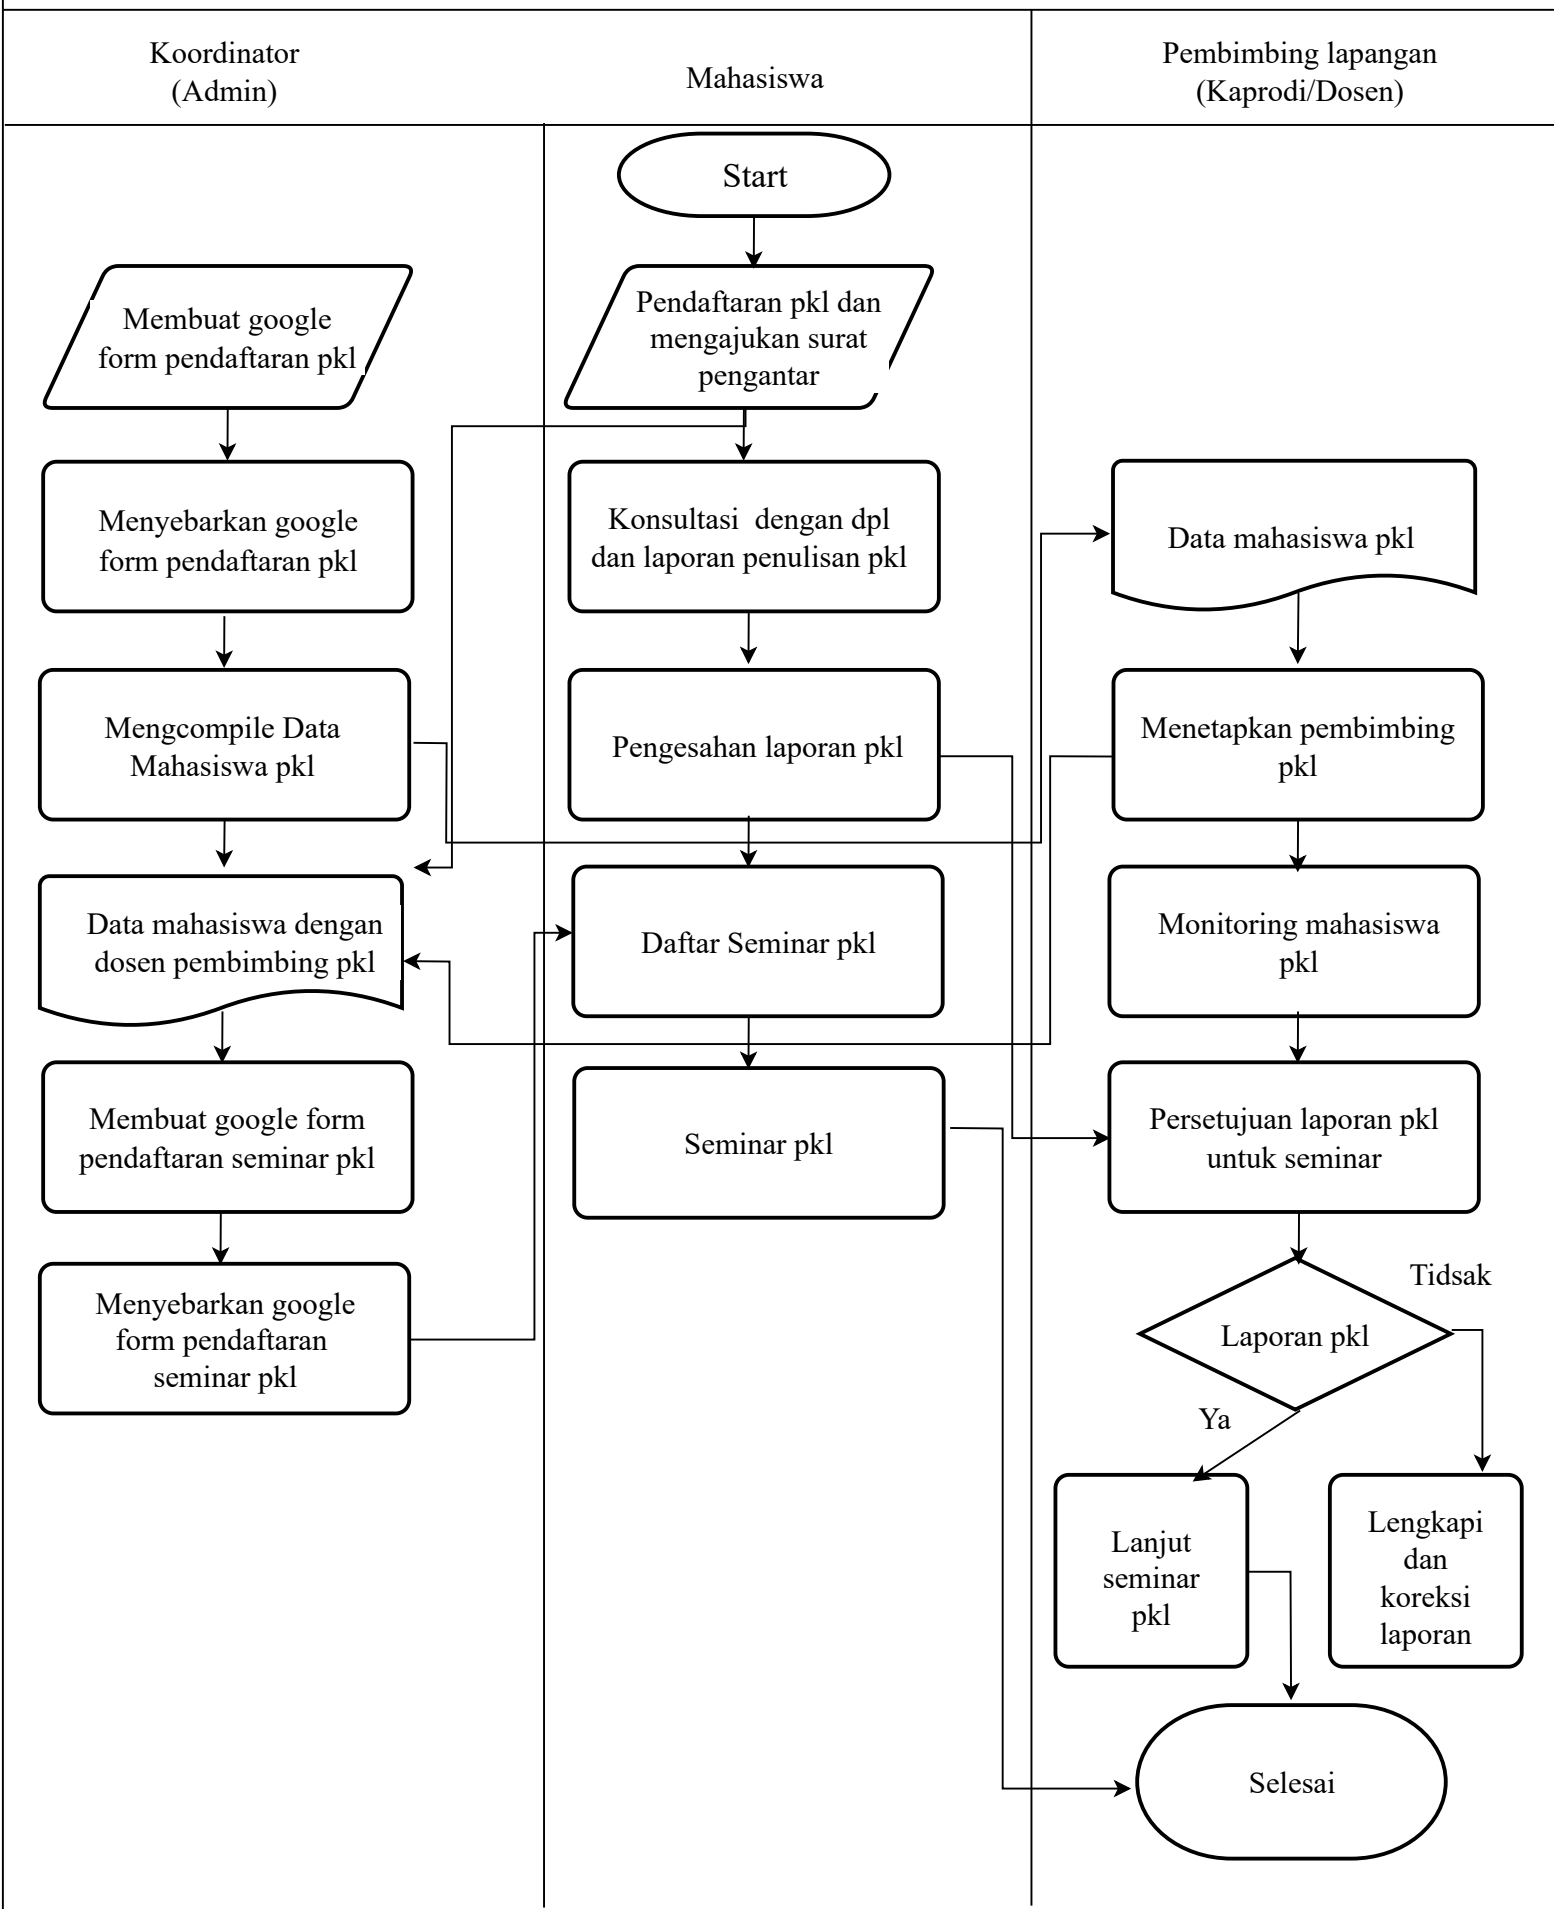 Koordinator
(Admin)
Mahasiswa
Pembimbing lapangan
(Kaprodi/Dosen)
Start
Membuat google
form pendaftaran pkl
Pendaftaran pkl dan
mengajukan surat
pengantar
Menyebarkan google
form pendaftaran pkl
Konsultasi dengan dpl
dan laporan penulisan pkl
Data mahasiswa pkl
Mengcompile Data
Mahasiswa pkl
Pengesahan laporan pkl
Menetapkan pembimbing
pkl
Data mahasiswa dengan
dosen pembimbing pkl
Daftar Seminar pkl
Monitoring mahasiswa
pkl
Membuat google form
pendaftaran seminar pkl
Seminar pkl
Persetujuan laporan pkl
untuk seminar
Menyebarkan google
form pendaftaran
seminar pkl
Tidsak
Laporan pkl
Ya
Lanjut
seminar
pkl
Lengkapi
dan
koreksi
laporan
Selesai